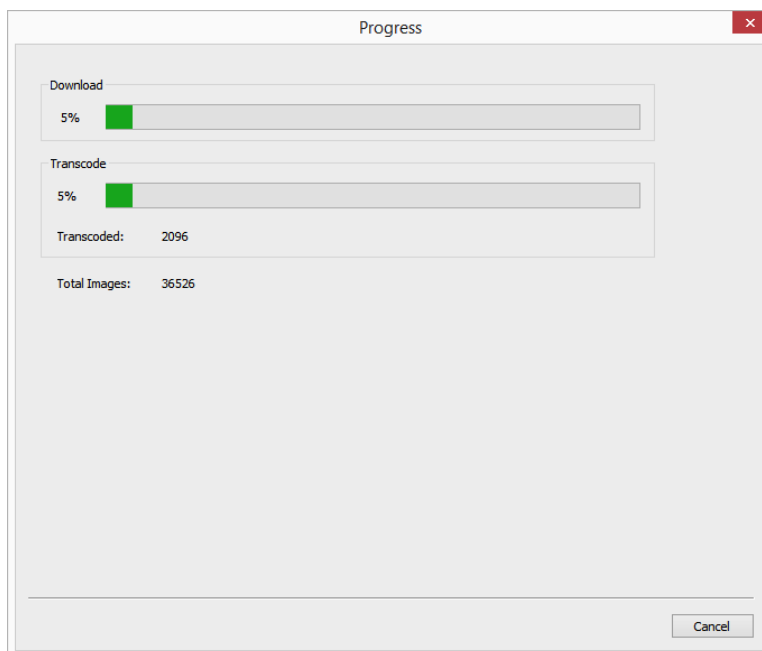 Progress
Download
5%
Transcode
5%
Transcoded: 2096
Total Images: 36526
Cancel